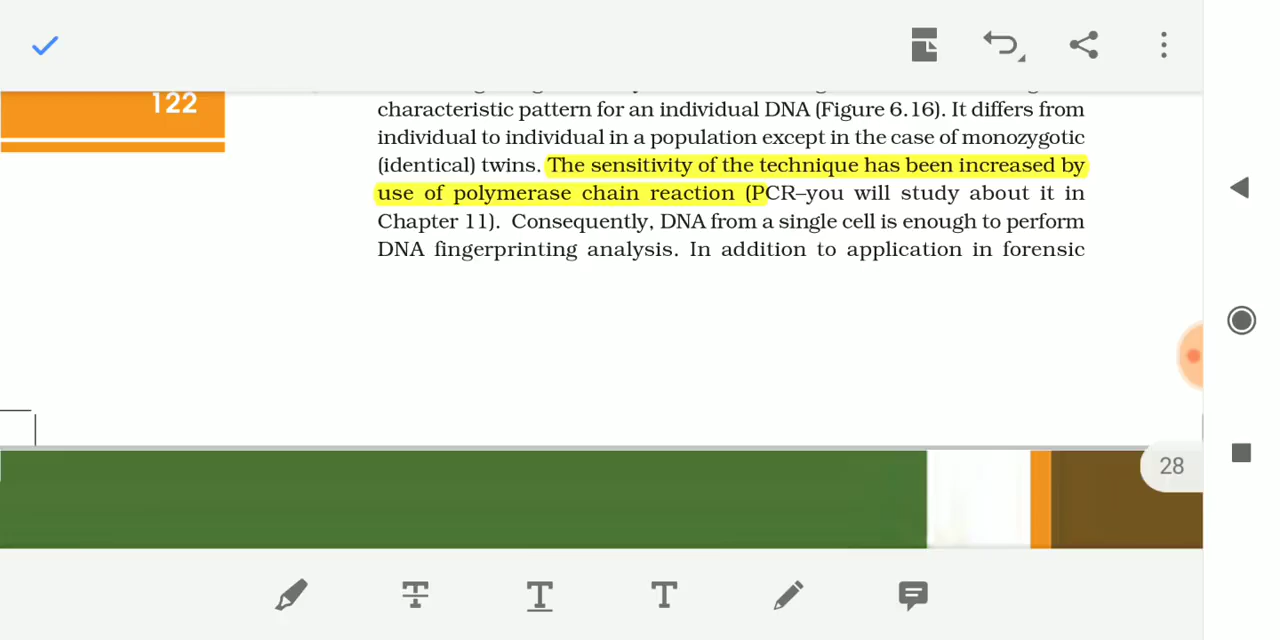 122
characteristic pattern for an individual DNA (Figure 6.16). It differs from
individual to individual in a population except in the case of monozygotic
(identical) twins. The sensitivity of the technique has been increased by
use of polymerase chain reaction (PCR–you will study about it in
Chapter 11). Consequently, DNA from a single cell is enough to perform
DNA fingerprinting analysis. In addition to application in forensic
28